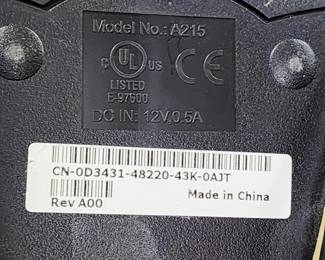 Model No.: A215
C UL US CE
LISTED
E-97600
DC IN: 12V,0.5A
CN-0D3431-48220-43K-0AJT
Made in China
Rev A00